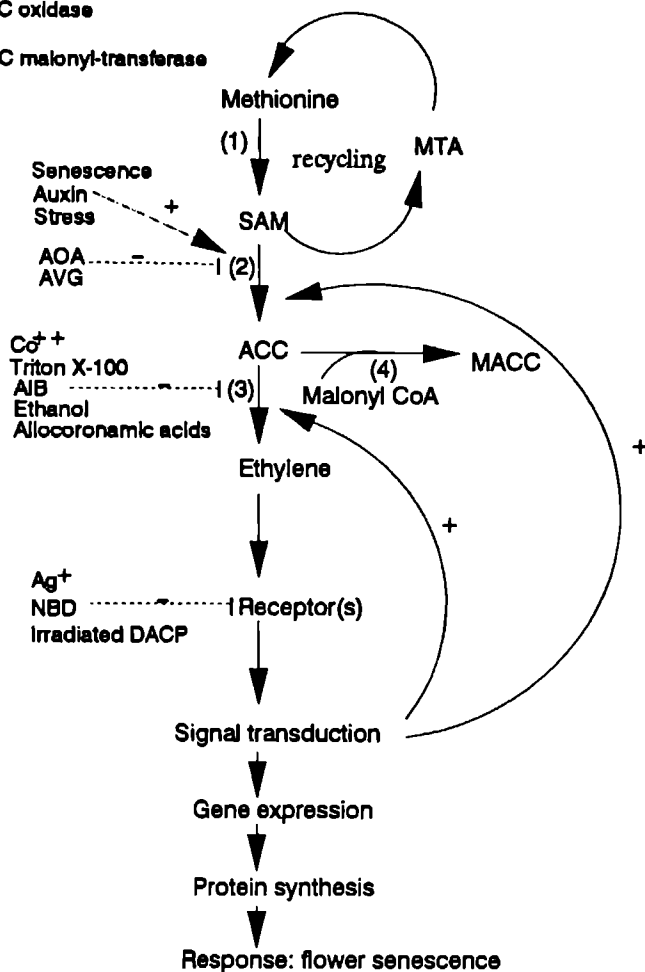 C oxidase
C malonyl-transferase
Methionine
(1)
recycling
MTA
Senescence
Auxin
Stress
+
SAM
AOA
AVG
-
(2)
Co++
Triton X-100
AIB
Ethanol
Allocoronamic acids
-
(3)
ACC
(4)
MACC
Malonyl CoA
+
Ethylene
+
Ag+
NBD
Irradiated DACP
-
Receptor(s)
Signal transduction
Gene expression
Protein synthesis
Response: flower senescence